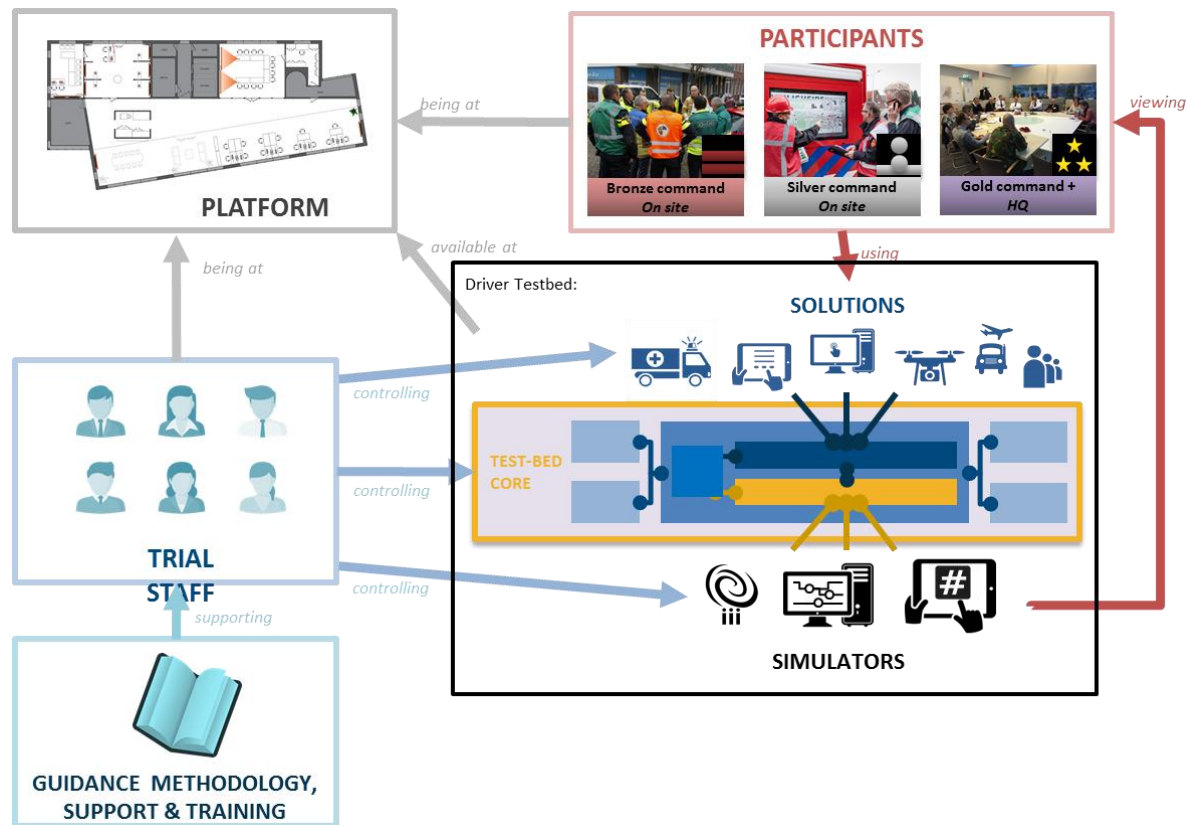 PARTICIPANTS
being at
viewing
Bronze command
On site
Silver command
On site
Gold command +
HQ
PLATFORM
available at
using
being at
Driver Testbed:
SOLUTIONS
controlling
TEST-BED
CORE
controlling
#
TRIAL
STAFF
controlling
supporting
SIMULATORS
GUIDANCE METHODOLOGY,
SUPPORT & TRAINING